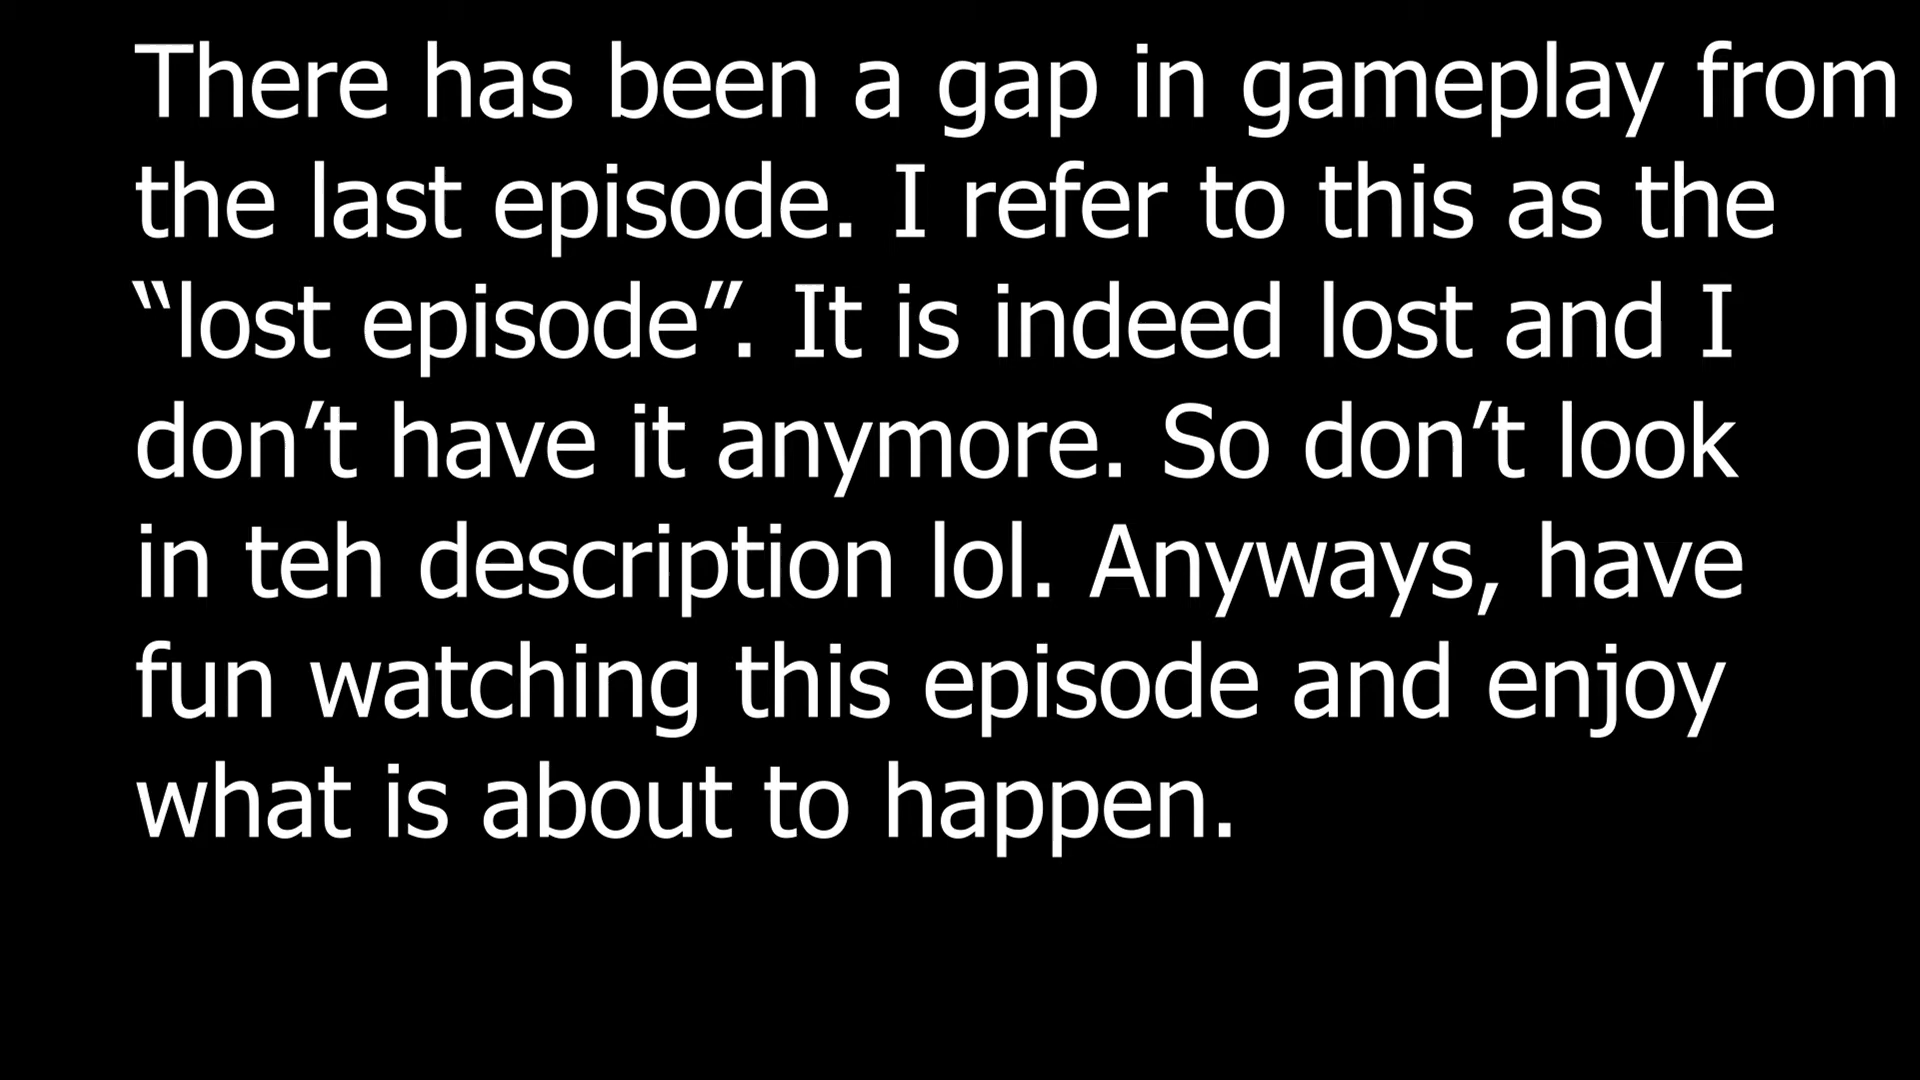 There has been a gap in gameplay from
the last episode. I refer to this as the
“lost episode”. It is indeed lost and I
don’t have it anymore. So don’t look
in teh description lol. Anyways, have
fun watching this episode and enjoy
what is about to happen.